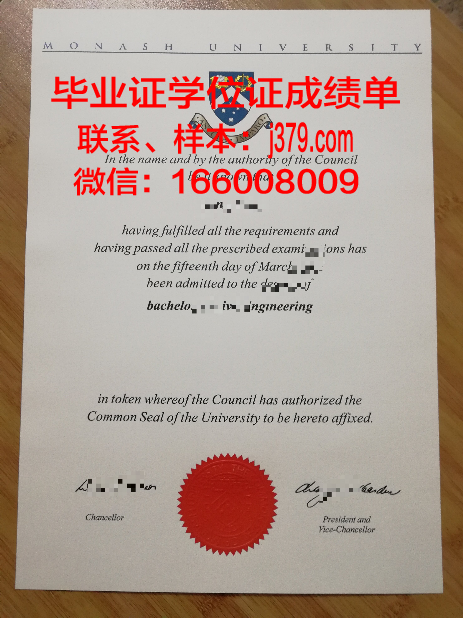 MONASH UNIVERSITY
毕业证学位证成绩单
In the name and by the authority of the Council
联系、样本：j379.com
微信：166008009
having fulfilled all the requirements and
having passed all the prescribed has
on the fifteenth day of March
been admitted to the
in token whereof the Council has authorized the
Common Seal of the University to be hereto affixed.
Chancellor
President and
Vice-Chancellor